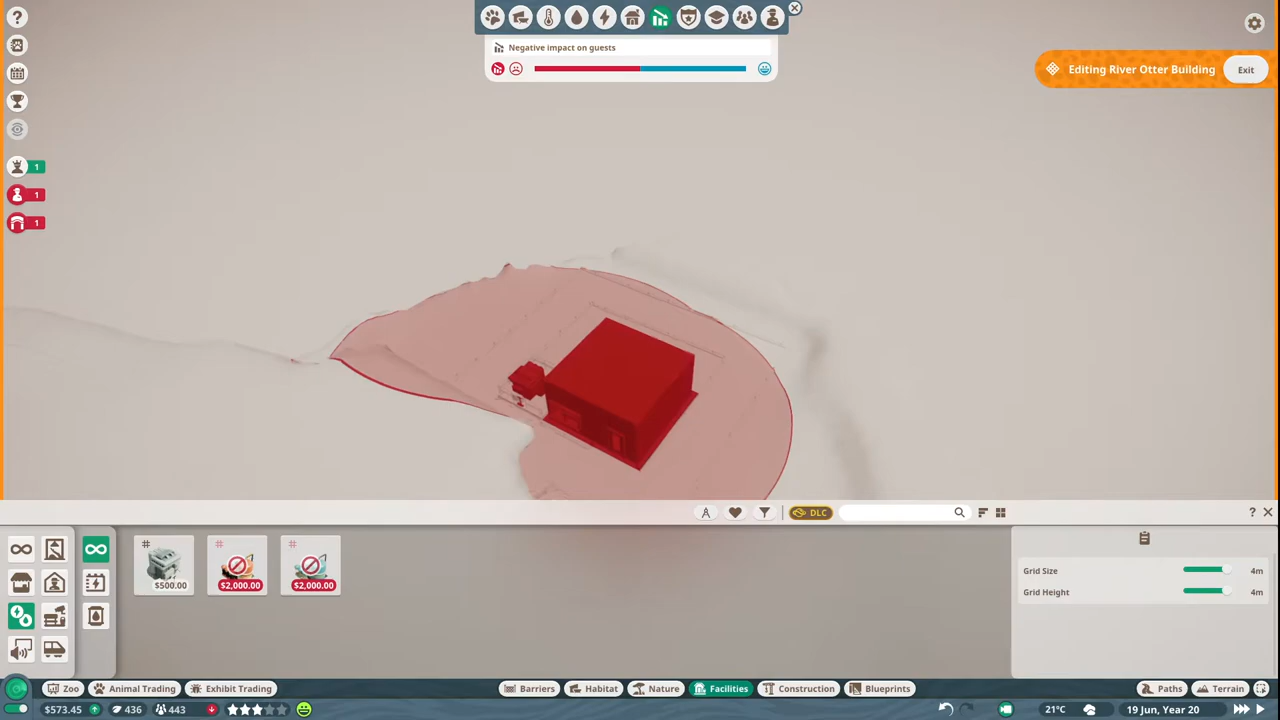 Negative impact on guests
Editing River Otter Building
Exit
1
1
1
DLC
$500.00
$2,000.00
$2,000.00
Grid Size 4m
Grid Height 4m
Zoo
Animal Trading
Exhibit Trading
Barriers
Habitat
Nature
Facilities
Construction
Blueprints
Paths
Terrain
$573.45
436
443
21°C
19 Jun, Year 20